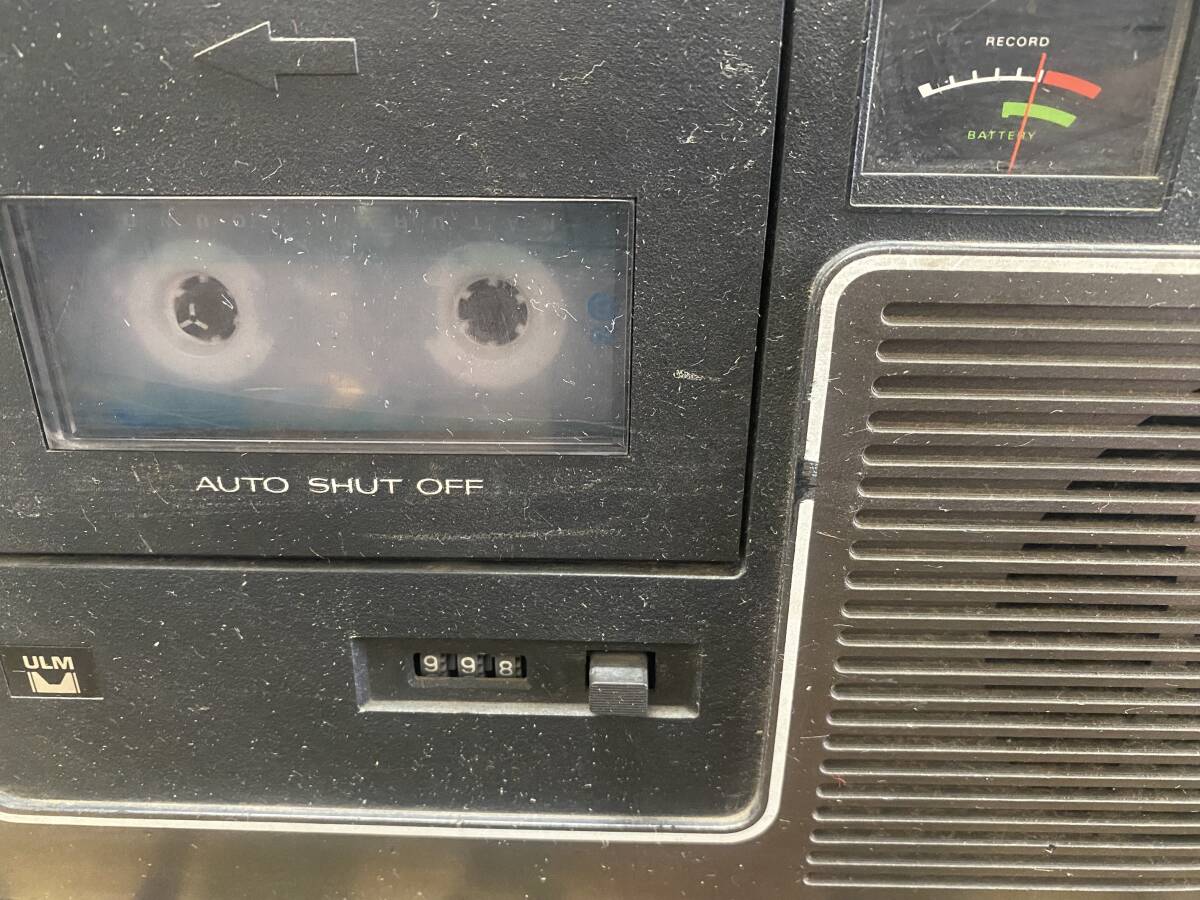 RECORD
BATTERY
AUTO SHUT OFF
ULM
998